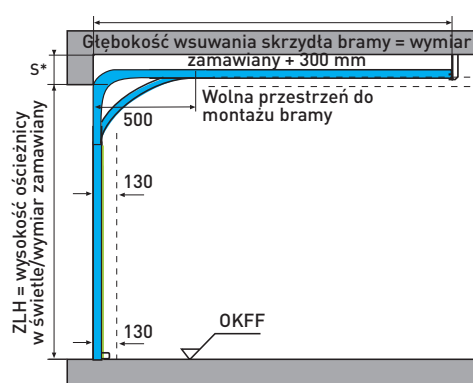 Głębokość wsuwania skrzydła bramy = wymiar
zamawiany + 300 mm
S*
Wolna przestrzeń do
montażu bramy
500
130
ZLH = wysokość ościeżnicy
w świetle/wymiar zamawiany
130
OKFF